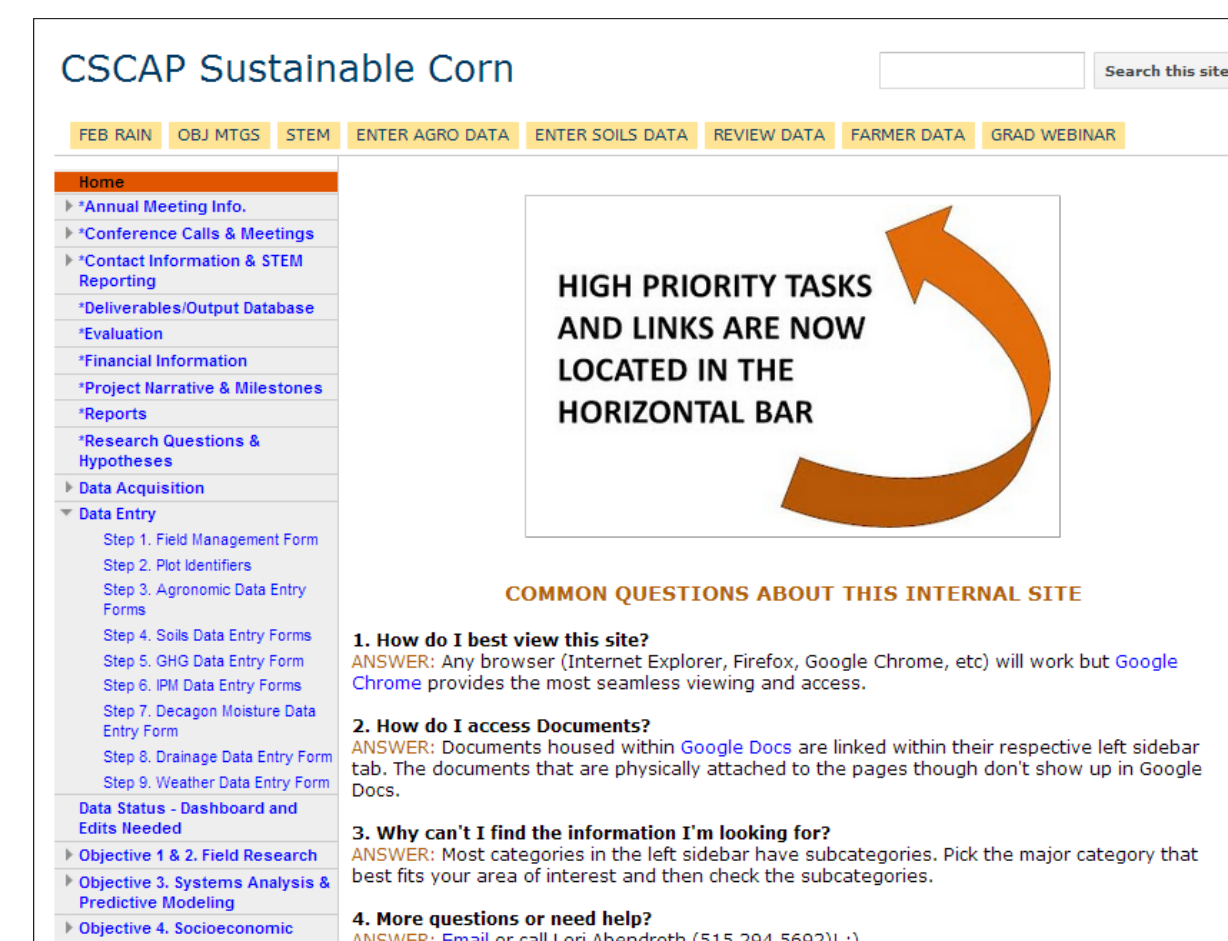 CSCAP Sustainable Corn
Search this site
FEB RAIN OBJ MTGS STEM ENTER AGRO DATA ENTER SOILS DATA REVIEW DATA FARMER DATA GRAD WEBINAR
Home
*Annual Meeting Info.
*Conference Calls & Meetings
*Contact Information & STEM
Reporting
*Deliverables/Output Database
*Evaluation
*Financial Information
*Project Narrative & Milestones
*Reports
*Research Questions &
Hypotheses
Data Acquisition
Data Entry
Step 1. Field Management Form
Step 2. Plot Identifiers
Step 3. Agronomic Data Entry
Forms
Step 4. Soils Data Entry Forms
Step 5. GHG Data Entry Form
Step 6. IPM Data Entry Forms
Step 7. Decagon Moisture Data
Entry Form
Step 8. Drainage Data Entry Form
Step 9. Weather Data Entry Form
Data Status - Dashboard and
Edits Needed
Objective 1 & 2. Field Research
Objective 3. Systems Analysis &
Predictive Modeling
Objective 4. Socioeconomic
HIGH PRIORITY TASKS
AND LINKS ARE NOW
LOCATED IN THE
HORIZONTAL BAR
COMMON QUESTIONS ABOUT THIS INTERNAL SITE
1. How do I best view this site?
ANSWER: Any browser (Internet Explorer, Firefox, Google Chrome, etc) will work but Google
Chrome provides the most seamless viewing and access.
2. How do I access Documents?
ANSWER: Documents housed within Google Docs are linked within their respective left sidebar
tab. The documents that are physically attached to the pages though don't show up in Google
Docs.
3. Why can't I find the information I'm looking for?
ANSWER: Most categories in the left sidebar have subcategories. Pick the major category that
best fits your area of interest and then check the subcategories.
4. More questions or need help?
ANSWER: Email or call Lori Abendroth (515.294.5692)! :)